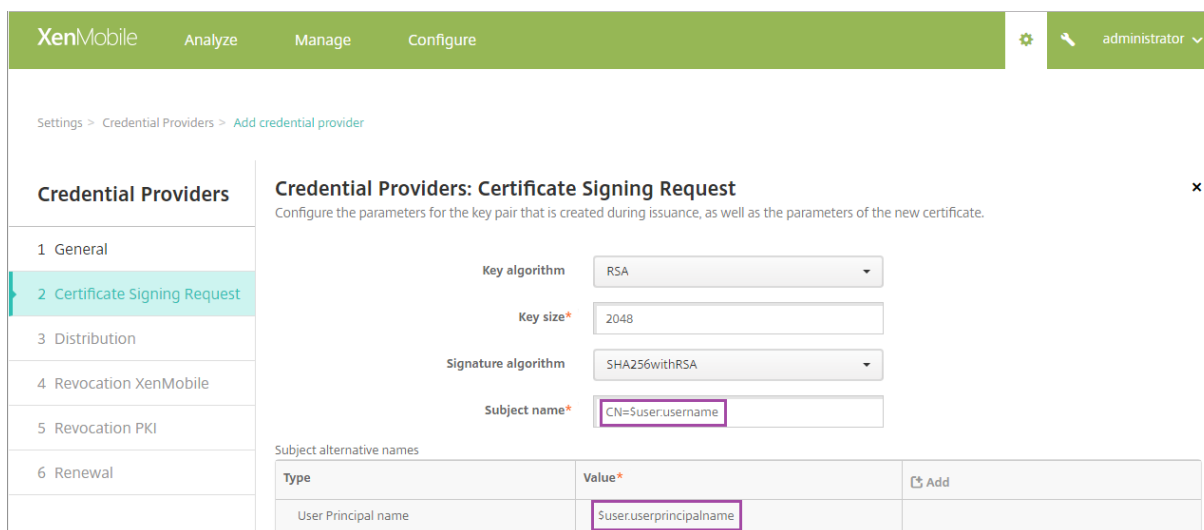 XenMobile Analyze Manage Configure administrator
Settings > Credential Providers > Add credential provider
Credential Providers
1 General
2 Certificate Signing Request
3 Distribution
4 Revocation XenMobile
5 Revocation PKI
6 Renewal
Credential Providers: Certificate Signing Request ×
Configure the parameters for the key pair that is created during issuance, as well as the parameters of the new certificate.
Key algorithm RSA
Key size* 2048
Signature algorithm SHA256withRSA
Subject name* CN=$user.username
Subject alternative names
Type Value* Add
User Principal name $user.userprincipalname